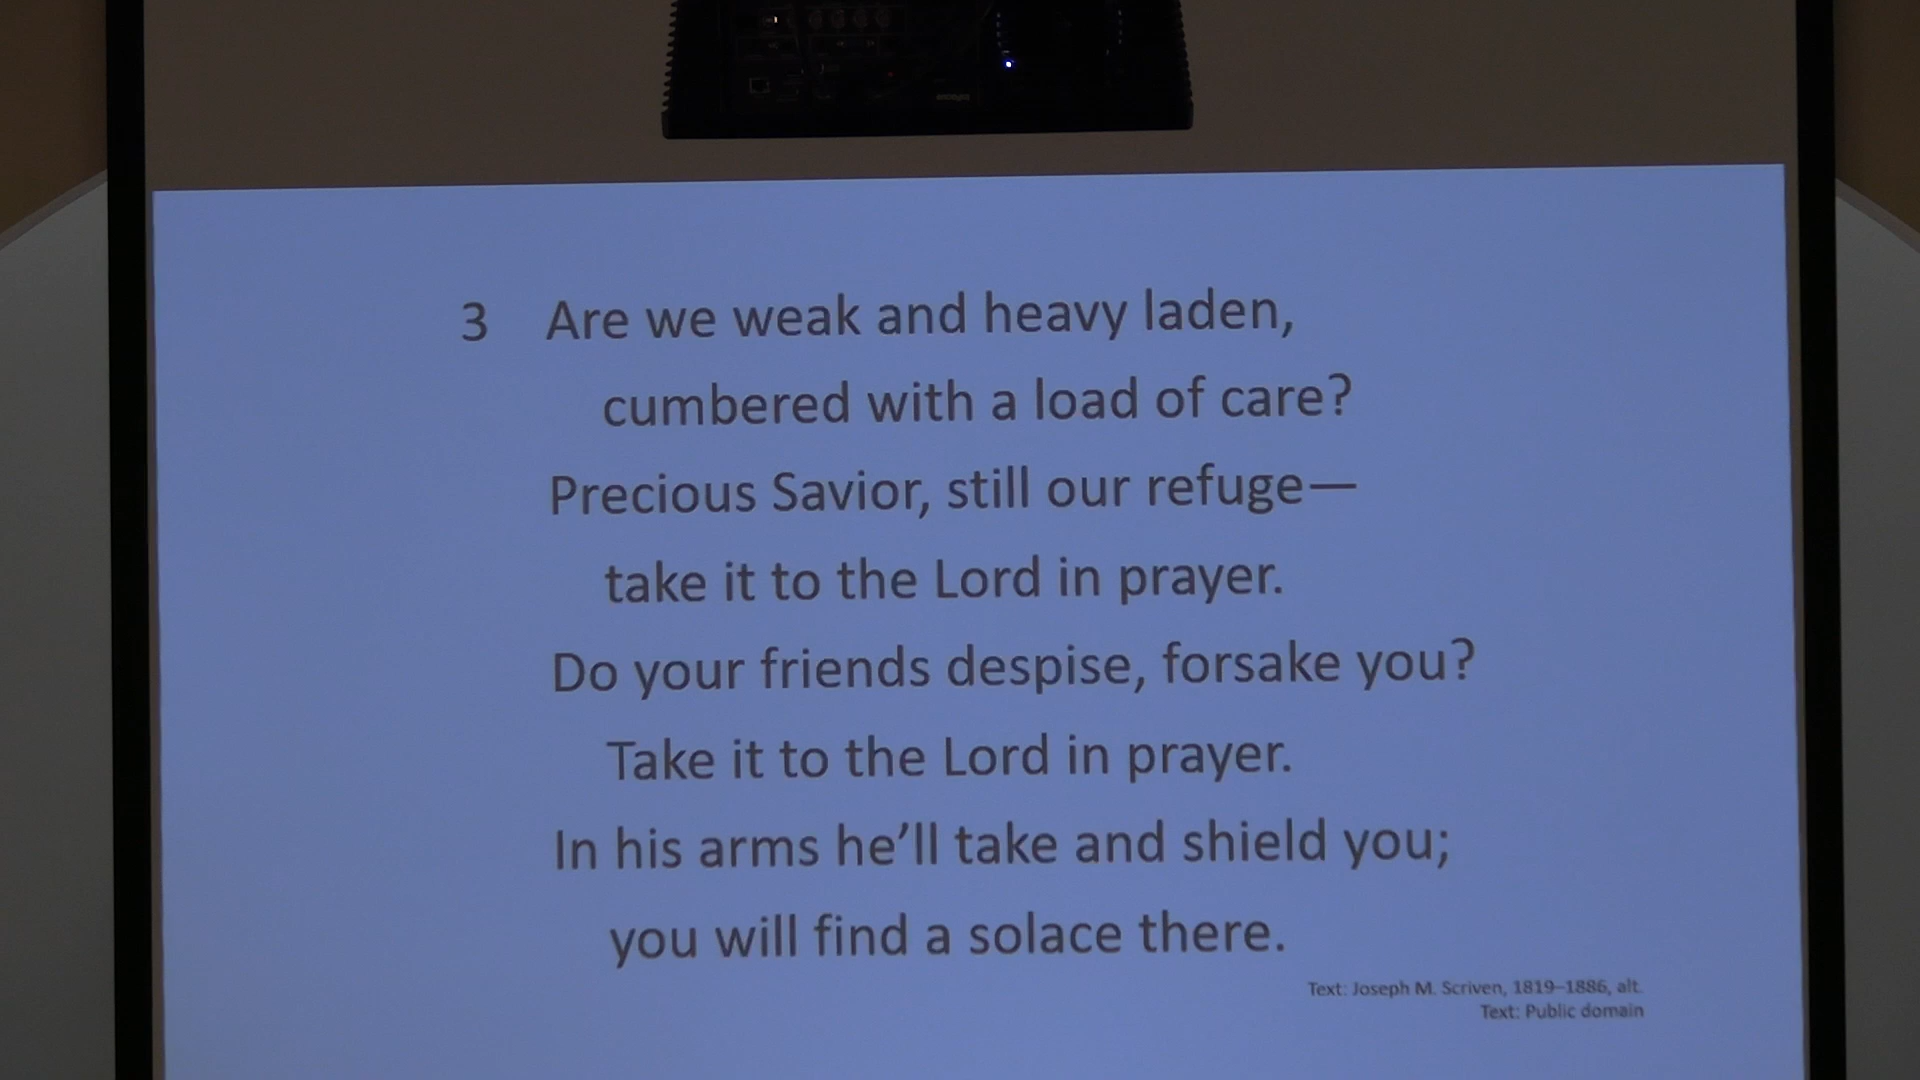 3 Are we weak and heavy laden,
cumbered with a load of care?
Precious Savior, still our refuge—
take it to the Lord in prayer.
Do your friends despise, forsake you?
Take it to the Lord in prayer.
In his arms he’ll take and shield you;
you will find a solace there.
Text: Joseph M. Scriven, 1819–1886, alt.
Text: Public domain